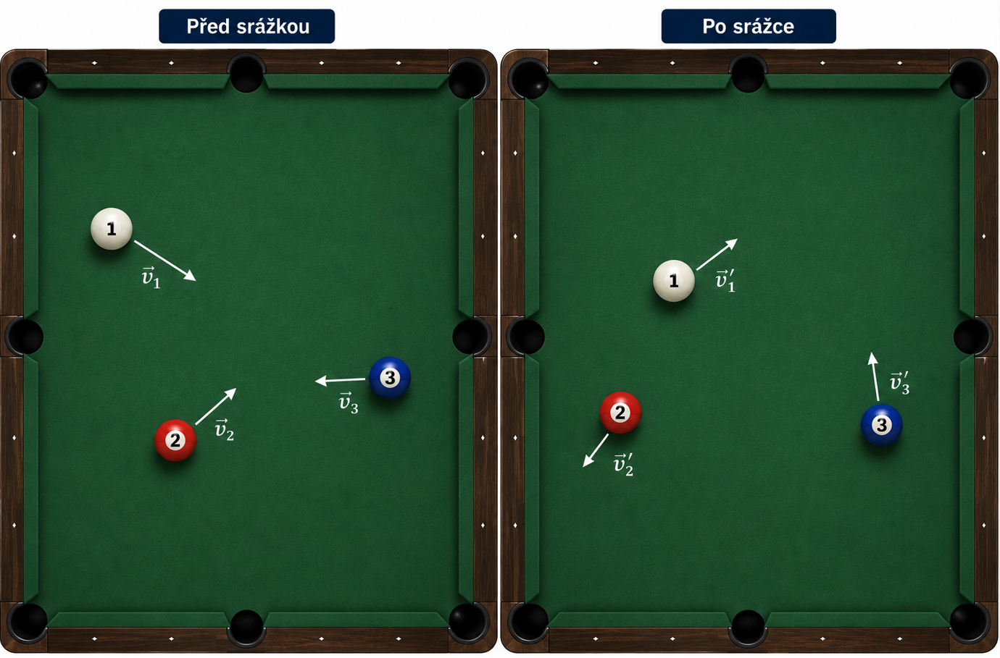 Před srážkou
Po srážce
1
v⃗₁
3
v⃗₃
2
v⃗₂
1
v⃗₁′
2
v⃗₂′
3
v⃗₃′